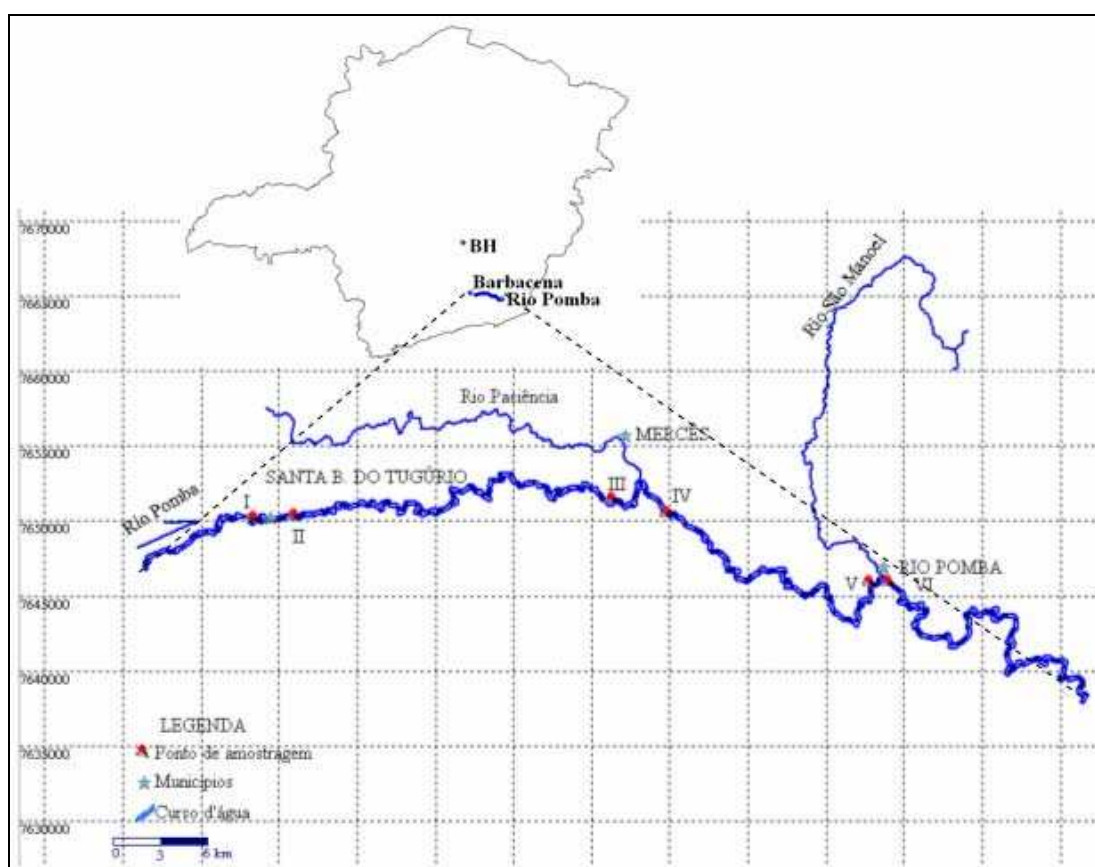 7670000
*BH
Barbacena
Rio Pomba
7665000
Rio São Manoel
7660000
Rio Paciência
7655000
MERCÊS
SANTA B. DO TUGÚRIO
Rio Pomba
I
III
IV
7650000
II
RIO POMBA
V
VI
7645000
7640000
LEGENDA
7635000
Ponto de amostragem
Municípios
Curso d'água
7630000
0 3 6 km